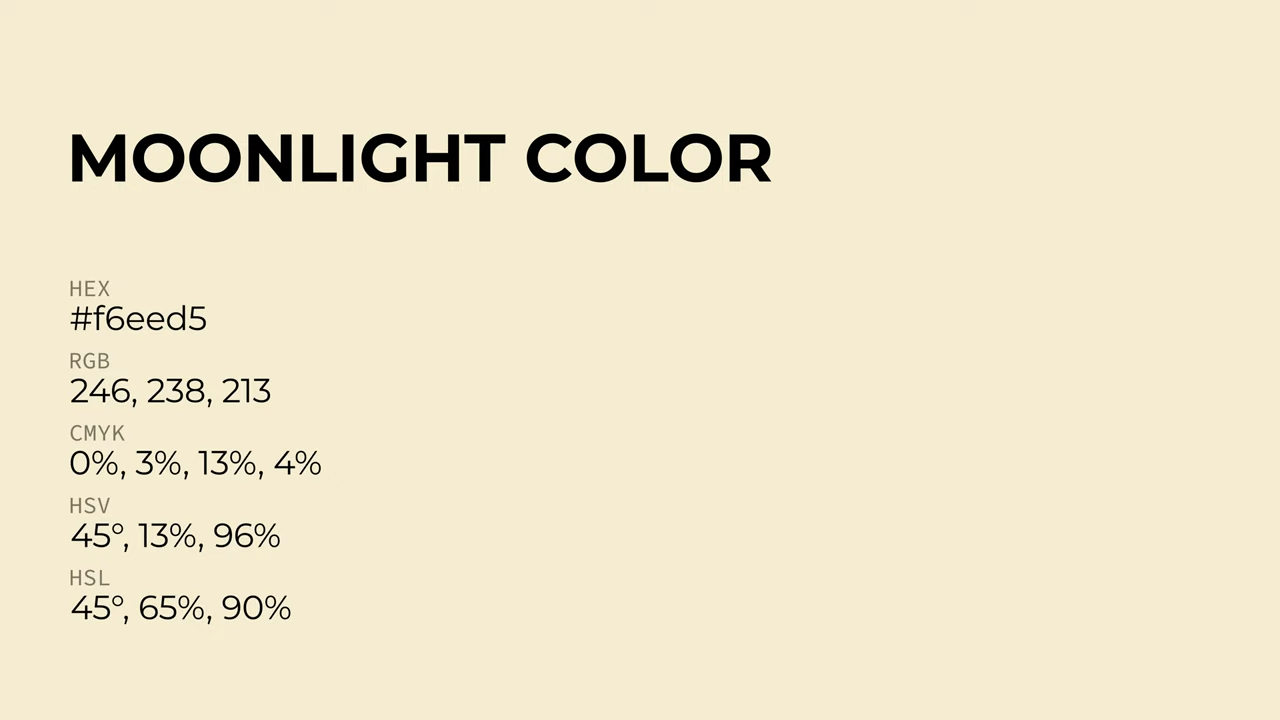 MOONLIGHT COLOR
HEX
#f6eed5
RGB
246, 238, 213
CMYK
0%, 3%, 13%, 4%
HSV
45°, 13%, 96%
HSL
45°, 65%, 90%